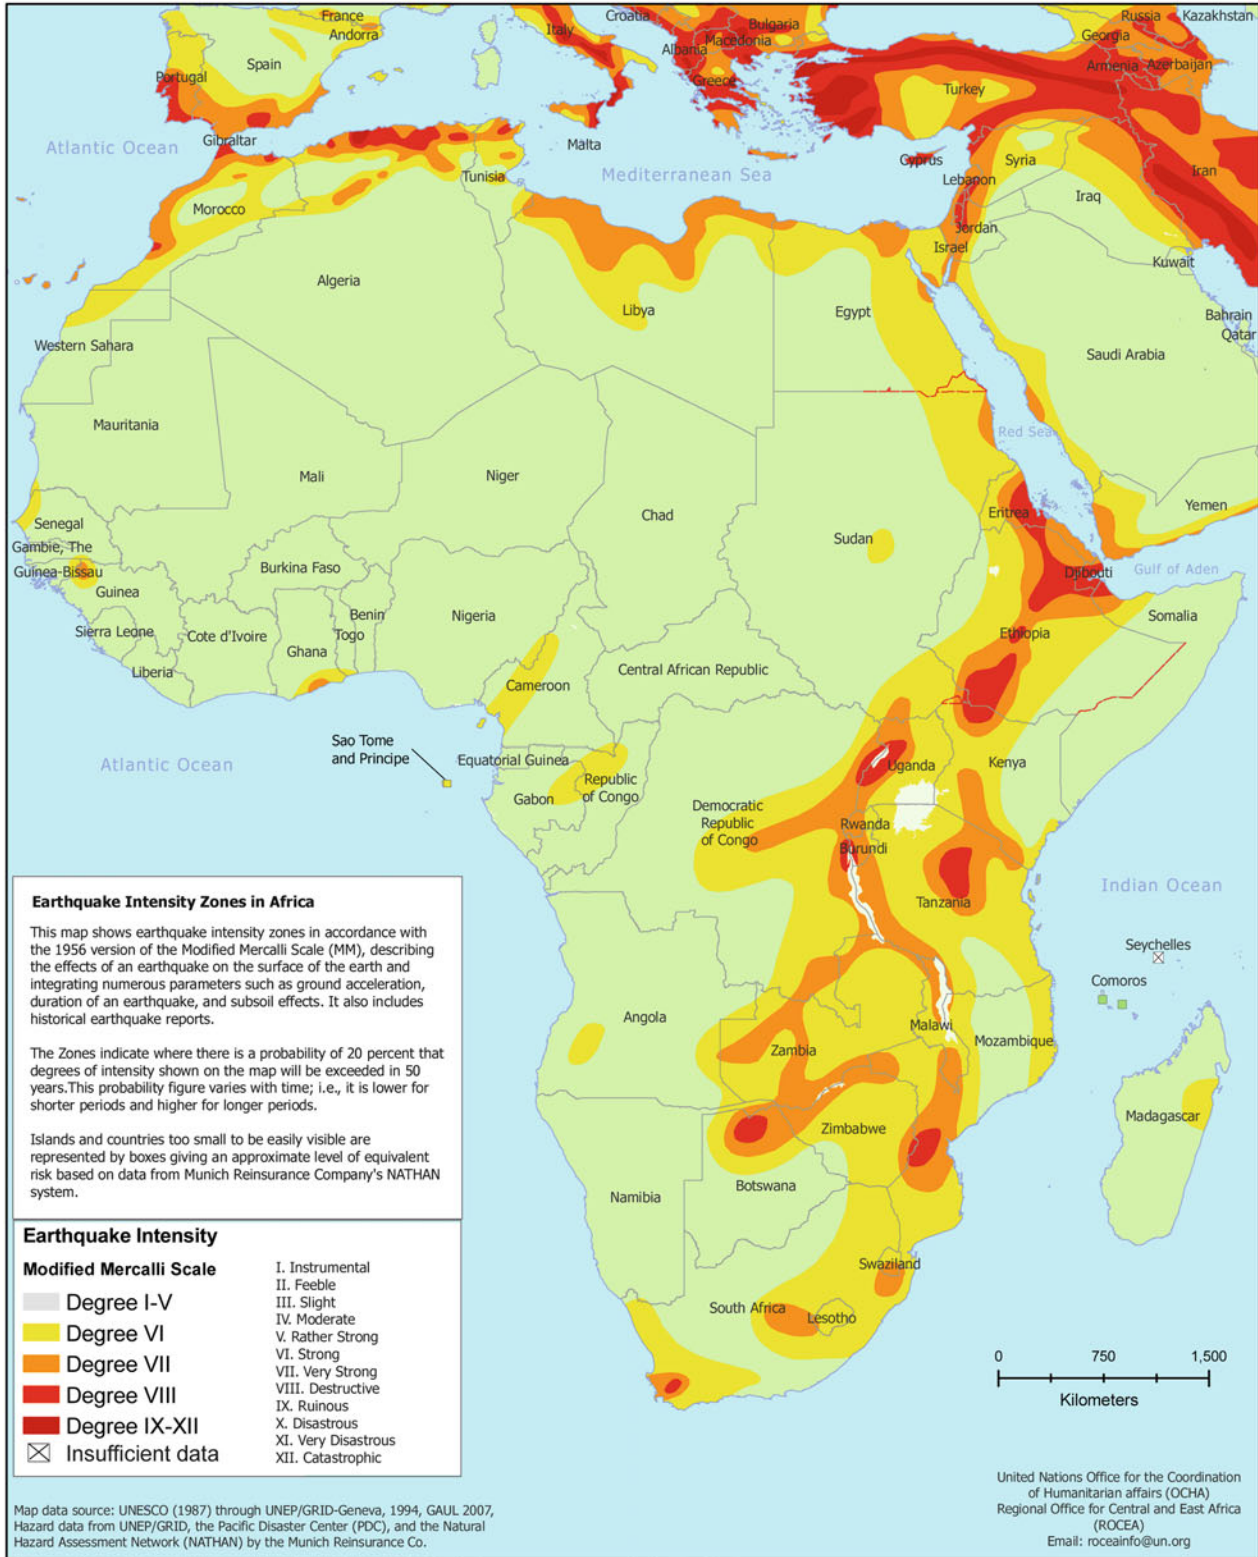 France
Andorra
Spain
Portugal
Gibraltar
Italy
Croatia
Albania
Macedonia
Bulgaria
Greece
Malta
Turkey
Georgia
Russia
Kazakhstan
Armenia
Azerbaijan
Cyprus
Syria
Lebanon
Iraq
Iran
Jordan
Israel
Kuwait
Bahrain
Qatar
Saudi Arabia
Yemen
Atlantic Ocean
Mediterranean Sea
Tunisia
Morocco
Algeria
Libya
Egypt
Western Sahara
Mauritania
Mali
Niger
Chad
Sudan
Red Sea
Eritrea
Djibouti
Gulf of Aden
Somalia
Ethiopia
Senegal
Gambie, The
Guinea-Bissau
Guinea
Sierra Leone
Liberia
Cote d'Ivoire
Burkina Faso
Ghana
Togo
Benin
Nigeria
Cameroon
Central African Republic
Sao Tome
and Principe
Atlantic Ocean
Equatorial Guinea
Gabon
Republic
of Congo
Democratic
Republic
of Congo
Uganda
Kenya
Rwanda
Burundi
Tanzania
Indian Ocean
Seychelles
Comoros
Angola
Zambia
Malawi
Mozambique
Madagascar
Zimbabwe
Namibia
Botswana
Swaziland
South Africa
Lesotho
Earthquake Intensity Zones in Africa
This map shows earthquake intensity zones in accordance with
the 1956 version of the Modified Mercalli Scale (MM), describing
the effects of an earthquake on the surface of the earth and
integrating numerous parameters such as ground acceleration,
duration of an earthquake, and subsoil effects. It also includes
historical earthquake reports.
The Zones indicate where there is a probability of 20 percent that
degrees of intensity shown on the map will be exceeded in 50
years.This probability figure varies with time; i.e., it is lower for
shorter periods and higher for longer periods.
Islands and countries too small to be easily visible are
represented by boxes giving an approximate level of equivalent
risk based on data from Munich Reinsurance Company's NATHAN
system.
Earthquake Intensity
Modified Mercalli Scale
Degree I-V
Degree VI
Degree VII
Degree VIII
Degree IX-XII
Insufficient data
I. Instrumental
II. Feeble
III. Slight
IV. Moderate
V. Rather Strong
VI. Strong
VII. Very Strong
VIII. Destructive
IX. Ruinous
X. Disastrous
XI. Very Disastrous
XII. Catastrophic
0 750 1,500
Kilometers
Map data source: UNESCO (1987) through UNEP/GRID-Geneva, 1994, GAUL 2007,
Hazard data from UNEP/GRID, the Pacific Disaster Center (PDC), and the Natural
Hazard Assessment Network (NATHAN) by the Munich Reinsurance Co.
United Nations Office for the Coordination
of Humanitarian affairs (OCHA)
Regional Office for Central and East Africa
(ROCEA)
Email: roceainfo@un.org